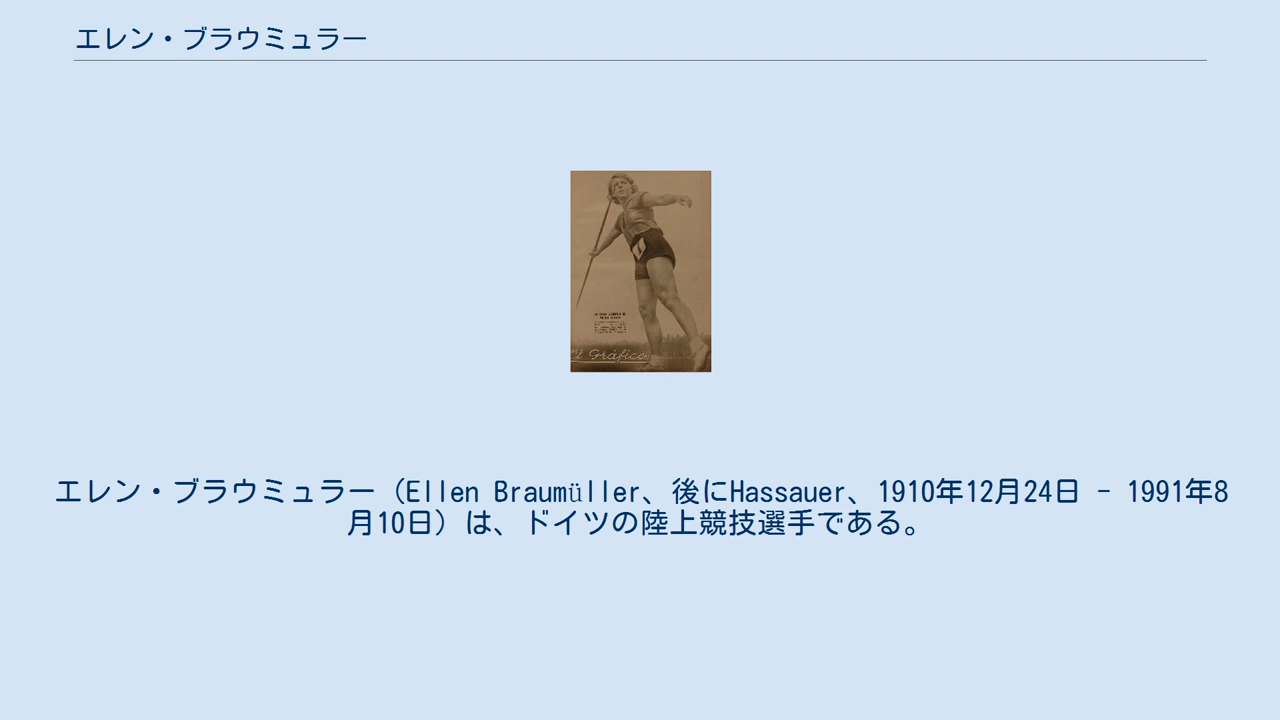 エレン・ブラウミュラー
El Gráfico
エレン・ブラウミュラー（Ellen Braumüller、後にHassauer、1910年12月24日 - 1991年8
月10日）は、ドイツの陸上競技選手である。